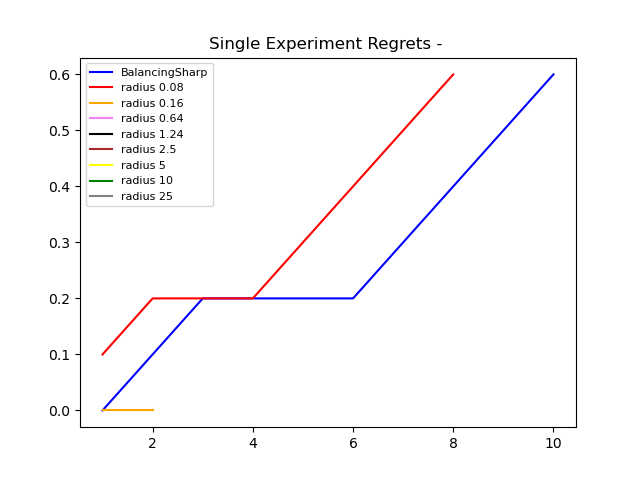 Single Experiment Regrets -
BalancingSharp
radius 0.08
radius 0.16
radius 0.64
radius 1.24
radius 2.5
radius 5
radius 10
radius 25
0.6
0.5
0.4
0.3
0.2
0.1
0.0
2 4 6 8 10